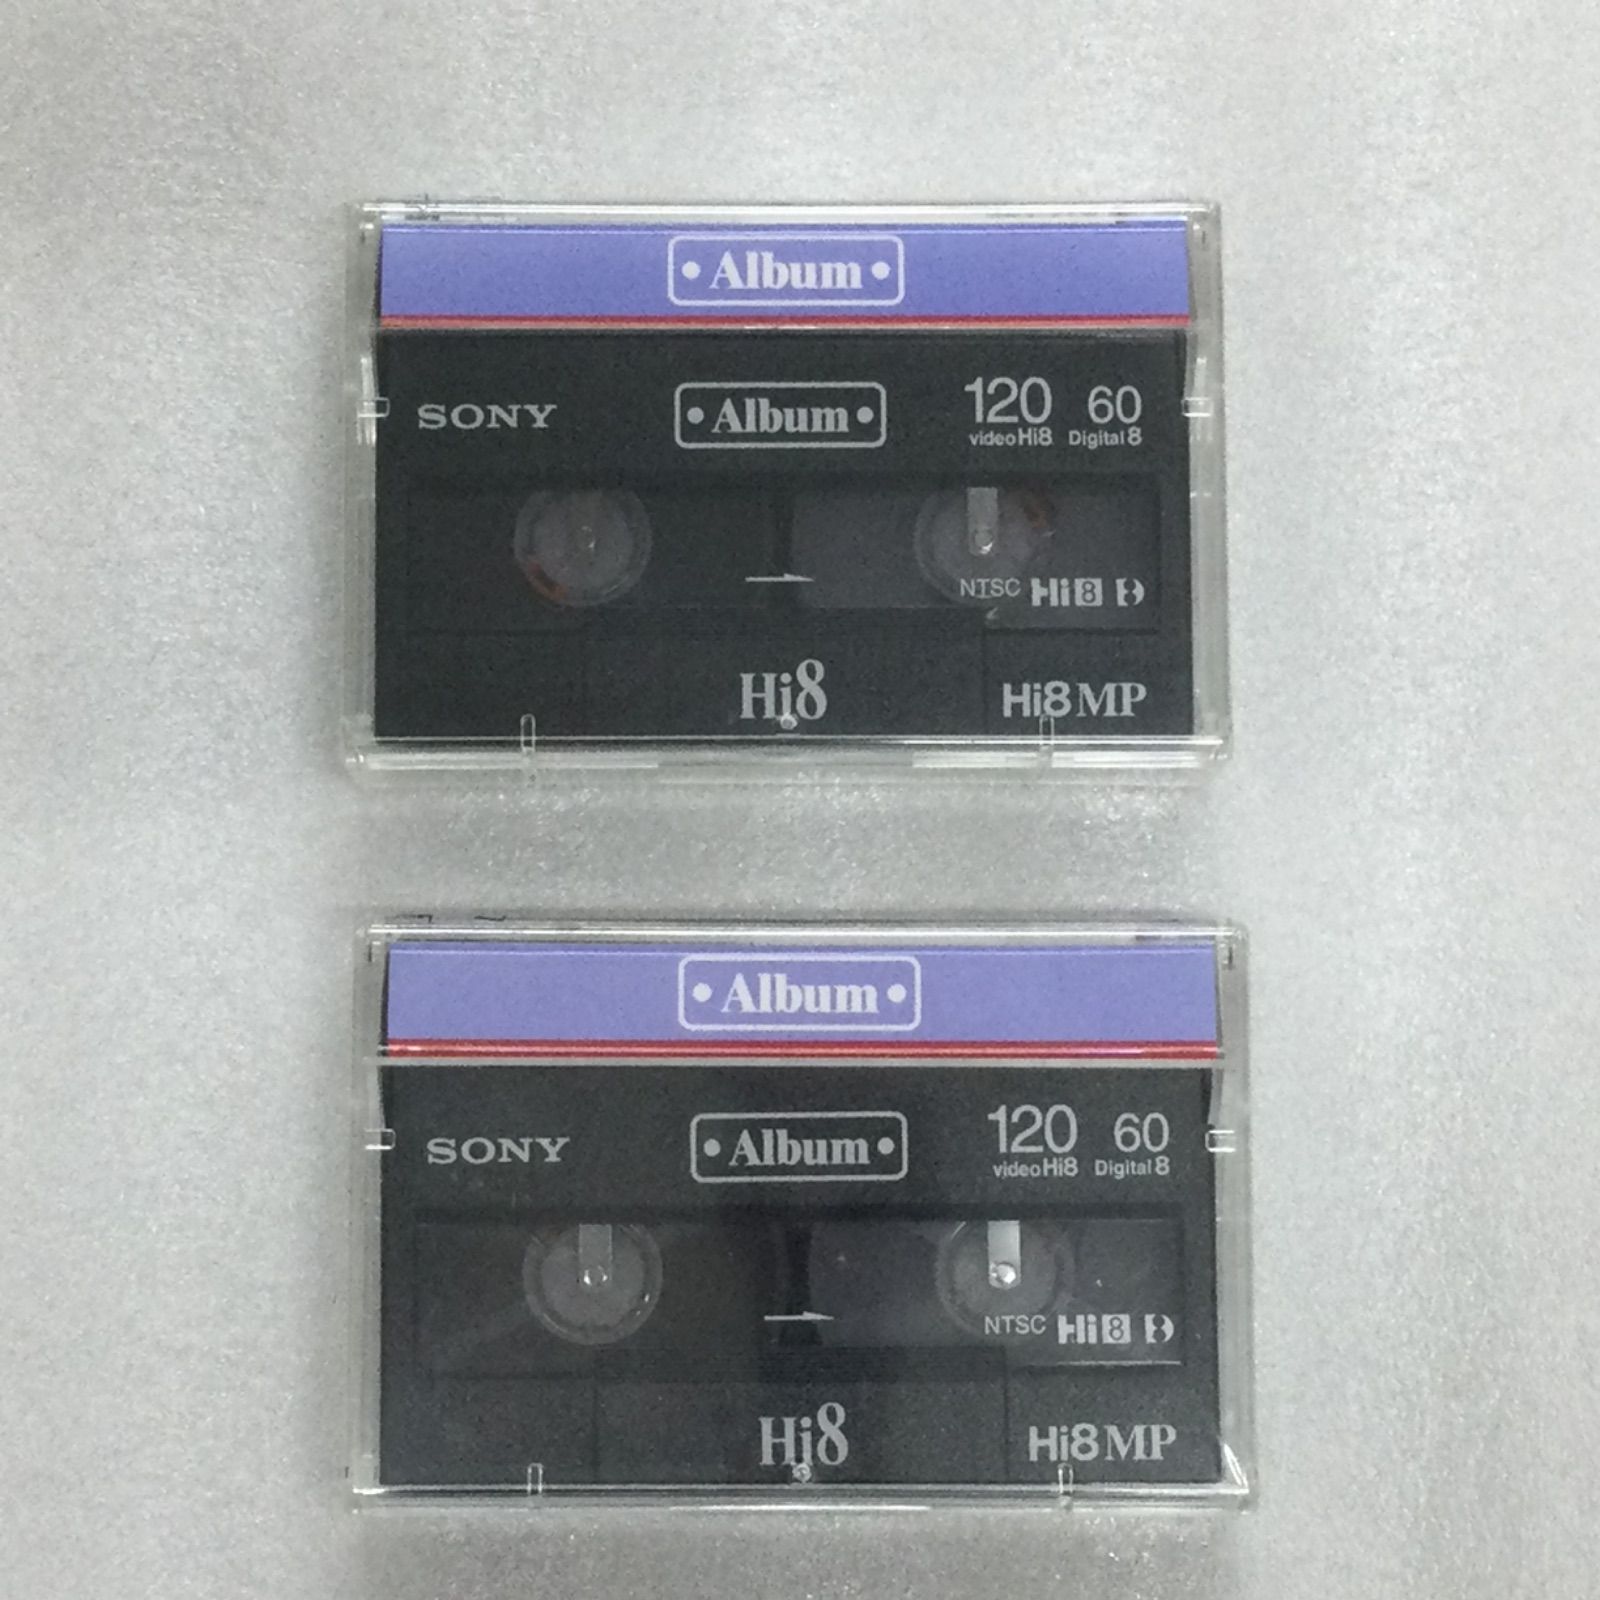 • Album •
SONY • Album • 120 60
video Hi8 Digital 8
NTSC Hi8
Hi8 Hi8 MP
• Album •
SONY • Album • 120 60
video Hi8 Digital 8
NTSC Hi8
Hi8 Hi8 MP